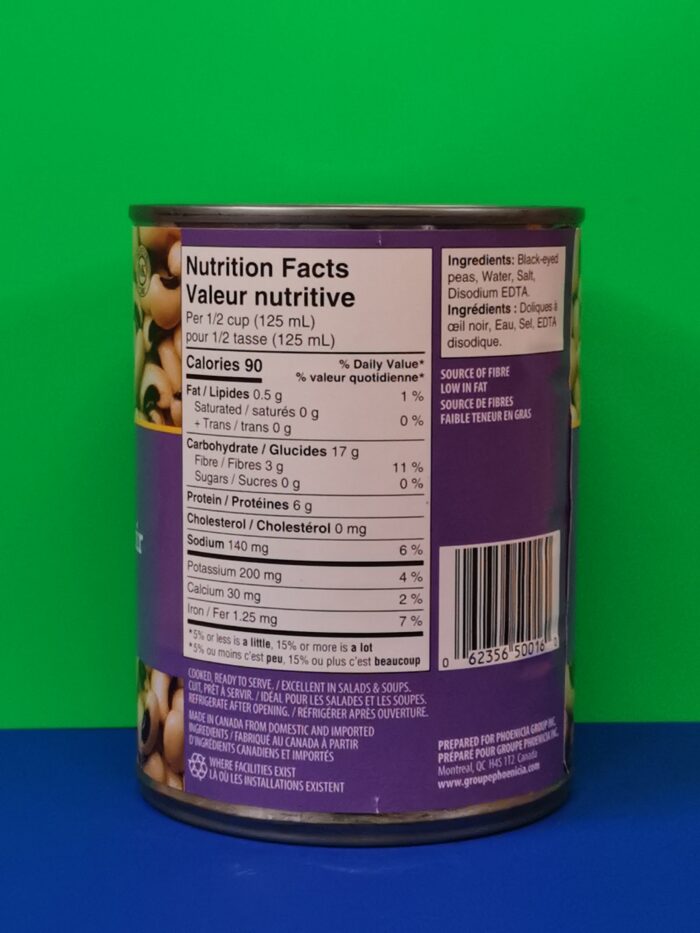 Nutrition Facts
Valeur nutritive
Per 1/2 cup (125 mL)
pour 1/2 tasse (125 mL)
Calories 90
% Daily Value*
% valeur quotidienne*
Fat / Lipides 0.5 g 1 %
Saturated / saturés 0 g
+ Trans / trans 0 g 0 %
Carbohydrate / Glucides 17 g
Fibre / Fibres 3 g 11 %
Sugars / Sucres 0 g 0 %
Protein / Protéines 6 g
Cholesterol / Cholestérol 0 mg
Sodium 140 mg 6 %
Potassium 200 mg 4 %
Calcium 30 mg 2 %
Iron / Fer 1.25 mg 7 %
*5% or less is a little, 15% or more is a lot
*5% ou moins c'est peu, 15% ou plus c'est beaucoup
COOKED, READY TO SERVE. / EXCELLENT IN SALADS & SOUPS.
CUIT, PRÊT À SERVIR. / IDÉAL POUR LES SALADES ET LES SOUPES.
REFRIGERATE AFTER OPENING. / RÉFRIGÉRER APRÈS OUVERTURE.
MADE IN CANADA FROM DOMESTIC AND IMPORTED
INGREDIENTS / FABRIQUÉ AU CANADA À PARTIR
D'INGRÉDIENTS CANADIENS ET IMPORTÉS
WHERE FACILITIES EXIST
LÀ OÙ LES INSTALLATIONS EXISTENT
Ingredients: Black-eyed
peas, Water, Salt,
Disodium EDTA.
Ingrédients : Doliques à
œil noir, Eau, Sel, EDTA
disodique.
SOURCE OF FIBRE
LOW IN FAT
SOURCE DE FIBRES
FAIBLE TENEUR EN GRAS
0 62356 50016 0
PREPARED FOR PHOENICIA GROUP INC.
PRÉPARÉ POUR GROUPE PHOENICIA INC.
Montreal, QC H4S 1T2 Canada
www.groupephoenicia.com